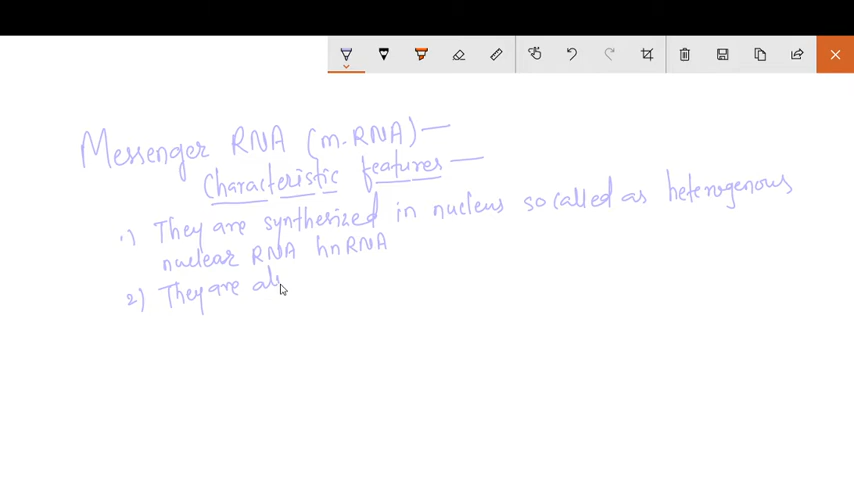 Messenger RNA (m.RNA) —
Characteristic features —
1) They are synthesized in nucleus so called as heterogenous
nuclear RNA hnRNA
2) They are al